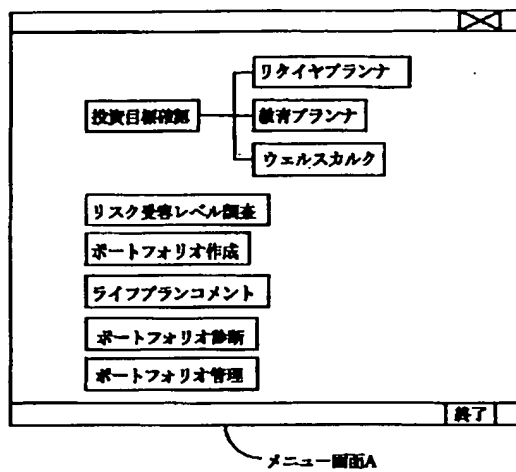 リタイヤプランナ
投資目標確認
教育プランナ
ウェルスカルク
リスク受容レベル調査
ポートフォリオ作成
ライフプランコメント
ポートフォリオ診断
ポートフォリオ管理
終了
メニュー画面A